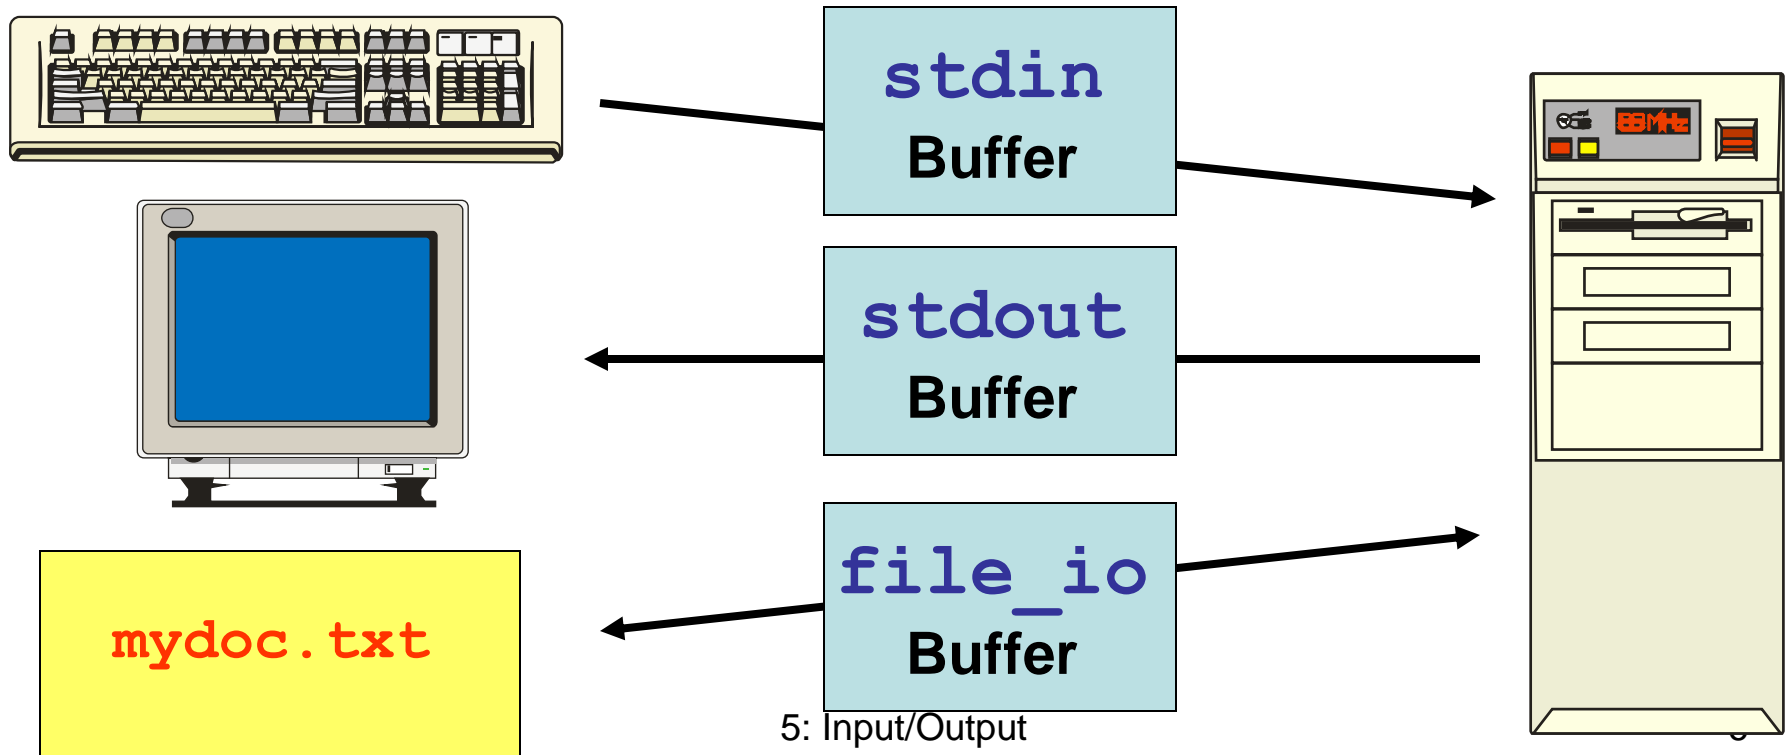 stdin
Buffer
stdout
Buffer
file_io
Buffer
mydoc.txt
5: Input/Output